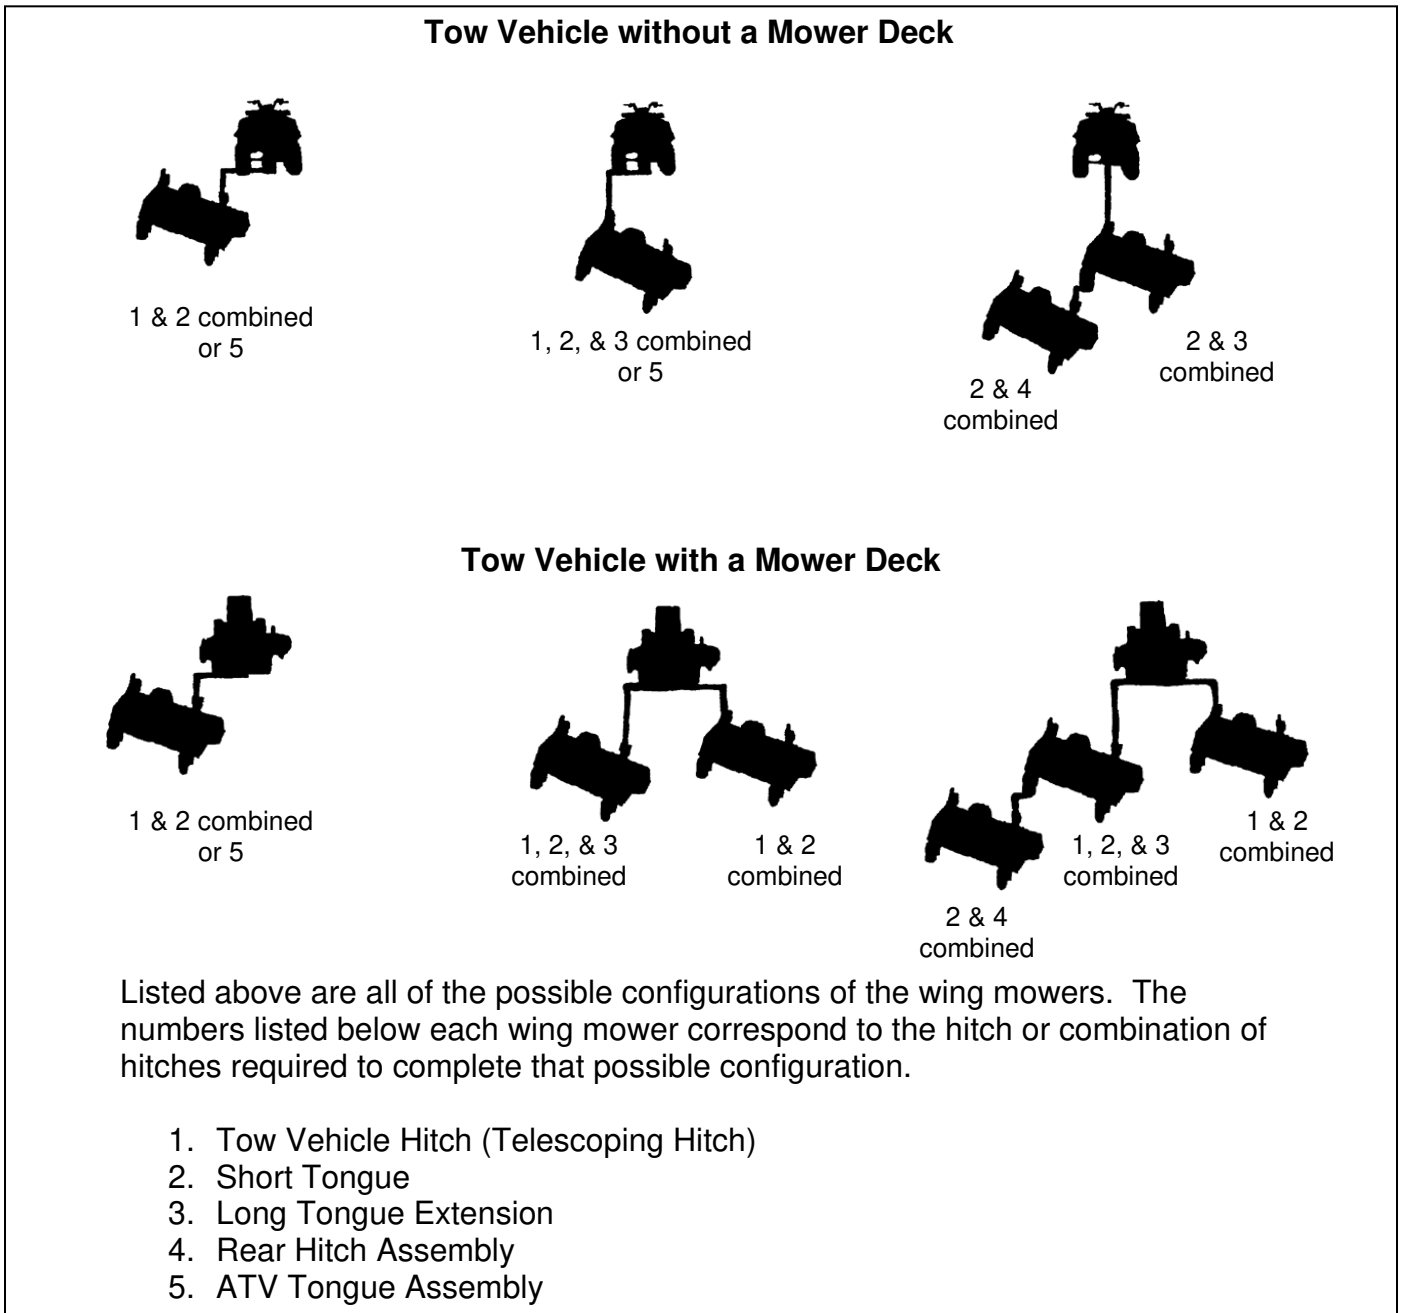 Tow Vehicle without a Mower Deck
1 & 2 combined
or 5
1, 2, & 3 combined
or 5
2 & 4
combined
2 & 3
combined
Tow Vehicle with a Mower Deck
1 & 2 combined
or 5
1, 2, & 3
combined
1 & 2
combined
2 & 4
combined
1, 2, & 3
combined
1 & 2
combined
Listed above are all of the possible configurations of the wing mowers.  The
numbers listed below each wing mower correspond to the hitch or combination of
hitches required to complete that possible configuration.
1. Tow Vehicle Hitch (Telescoping Hitch)
2. Short Tongue
3. Long Tongue Extension
4. Rear Hitch Assembly
5. ATV Tongue Assembly